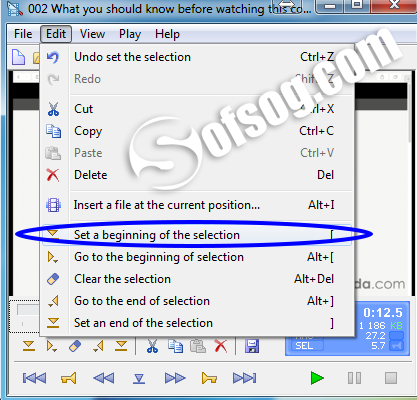 002 What you should know before watching this co...
File Edit View Play Help
Undo set the selection Ctrl+Z
Redo Shift+Z
Cut Ctrl+X
Copy Ctrl+C
Paste Ctrl+V
Delete Del
Insert a file at the current position... Alt+I
Set a beginning of the selection [
Go to the beginning of selection Alt+[
Clear the selection Alt+Del
Go to the end of selection Alt+]
Set an end of the selection ]
Sofsog.com
da.com
0:12.5
1 186 KB
27.2
SEL 5.7